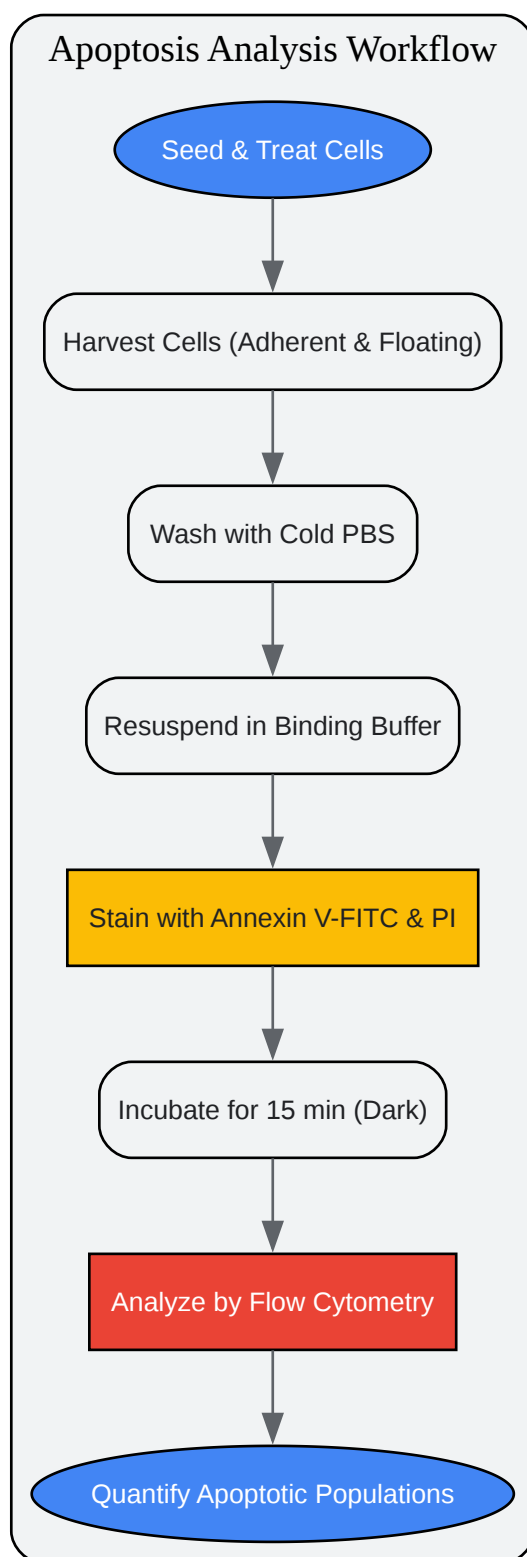 Apoptosis Analysis Workflow
Seed & Treat Cells
Harvest Cells (Adherent & Floating)
Wash with Cold PBS
Resuspend in Binding Buffer
Stain with Annexin V-FITC & PI
Incubate for 15 min (Dark)
Analyze by Flow Cytometry
Quantify Apoptotic Populations